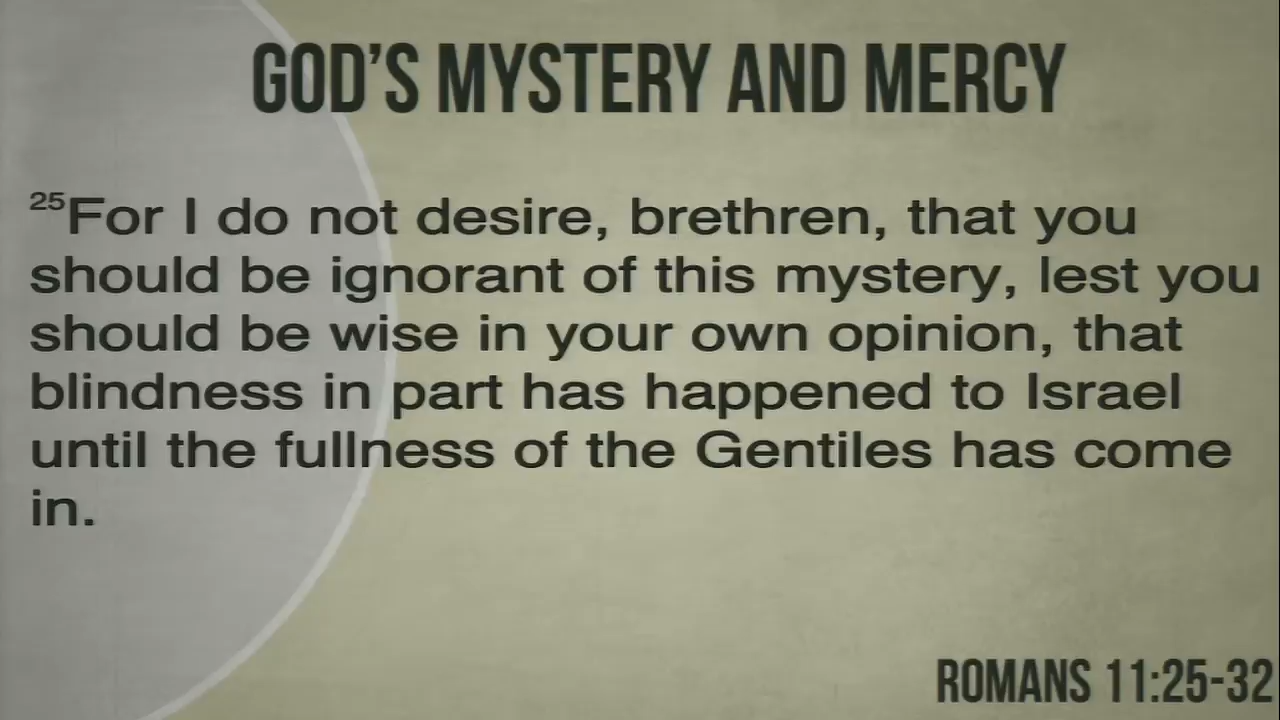 GOD'S MYSTERY AND MERCY
25For I do not desire, brethren, that you
should be ignorant of this mystery, lest you
should be wise in your own opinion, that
blindness in part has happened to Israel
until the fullness of the Gentiles has come
in.
ROMANS 11:25-32